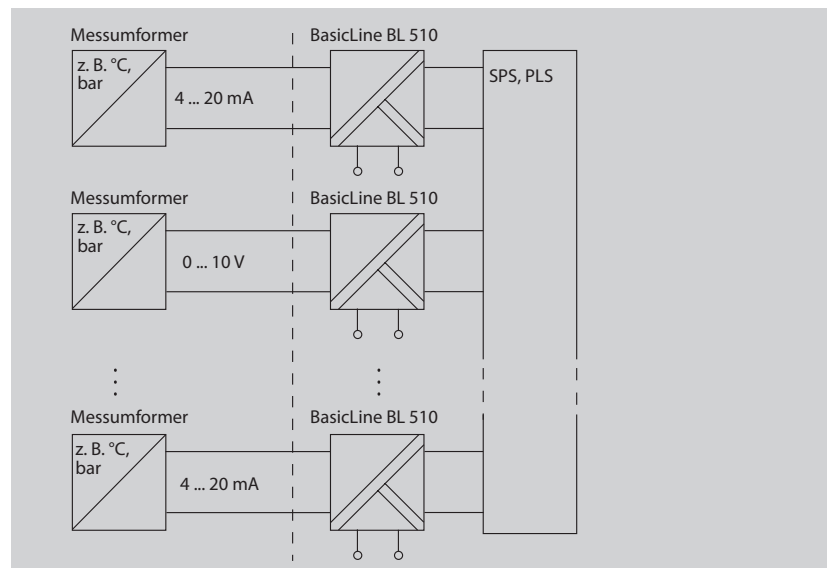 Messumformer
BasicLine BL 510
z. B. °C,
bar
4 ... 20 mA
SPS, PLS
Messumformer
BasicLine BL 510
z. B. °C,
bar
0 ... 10 V
Messumformer
BasicLine BL 510
z. B. °C,
bar
4 ... 20 mA